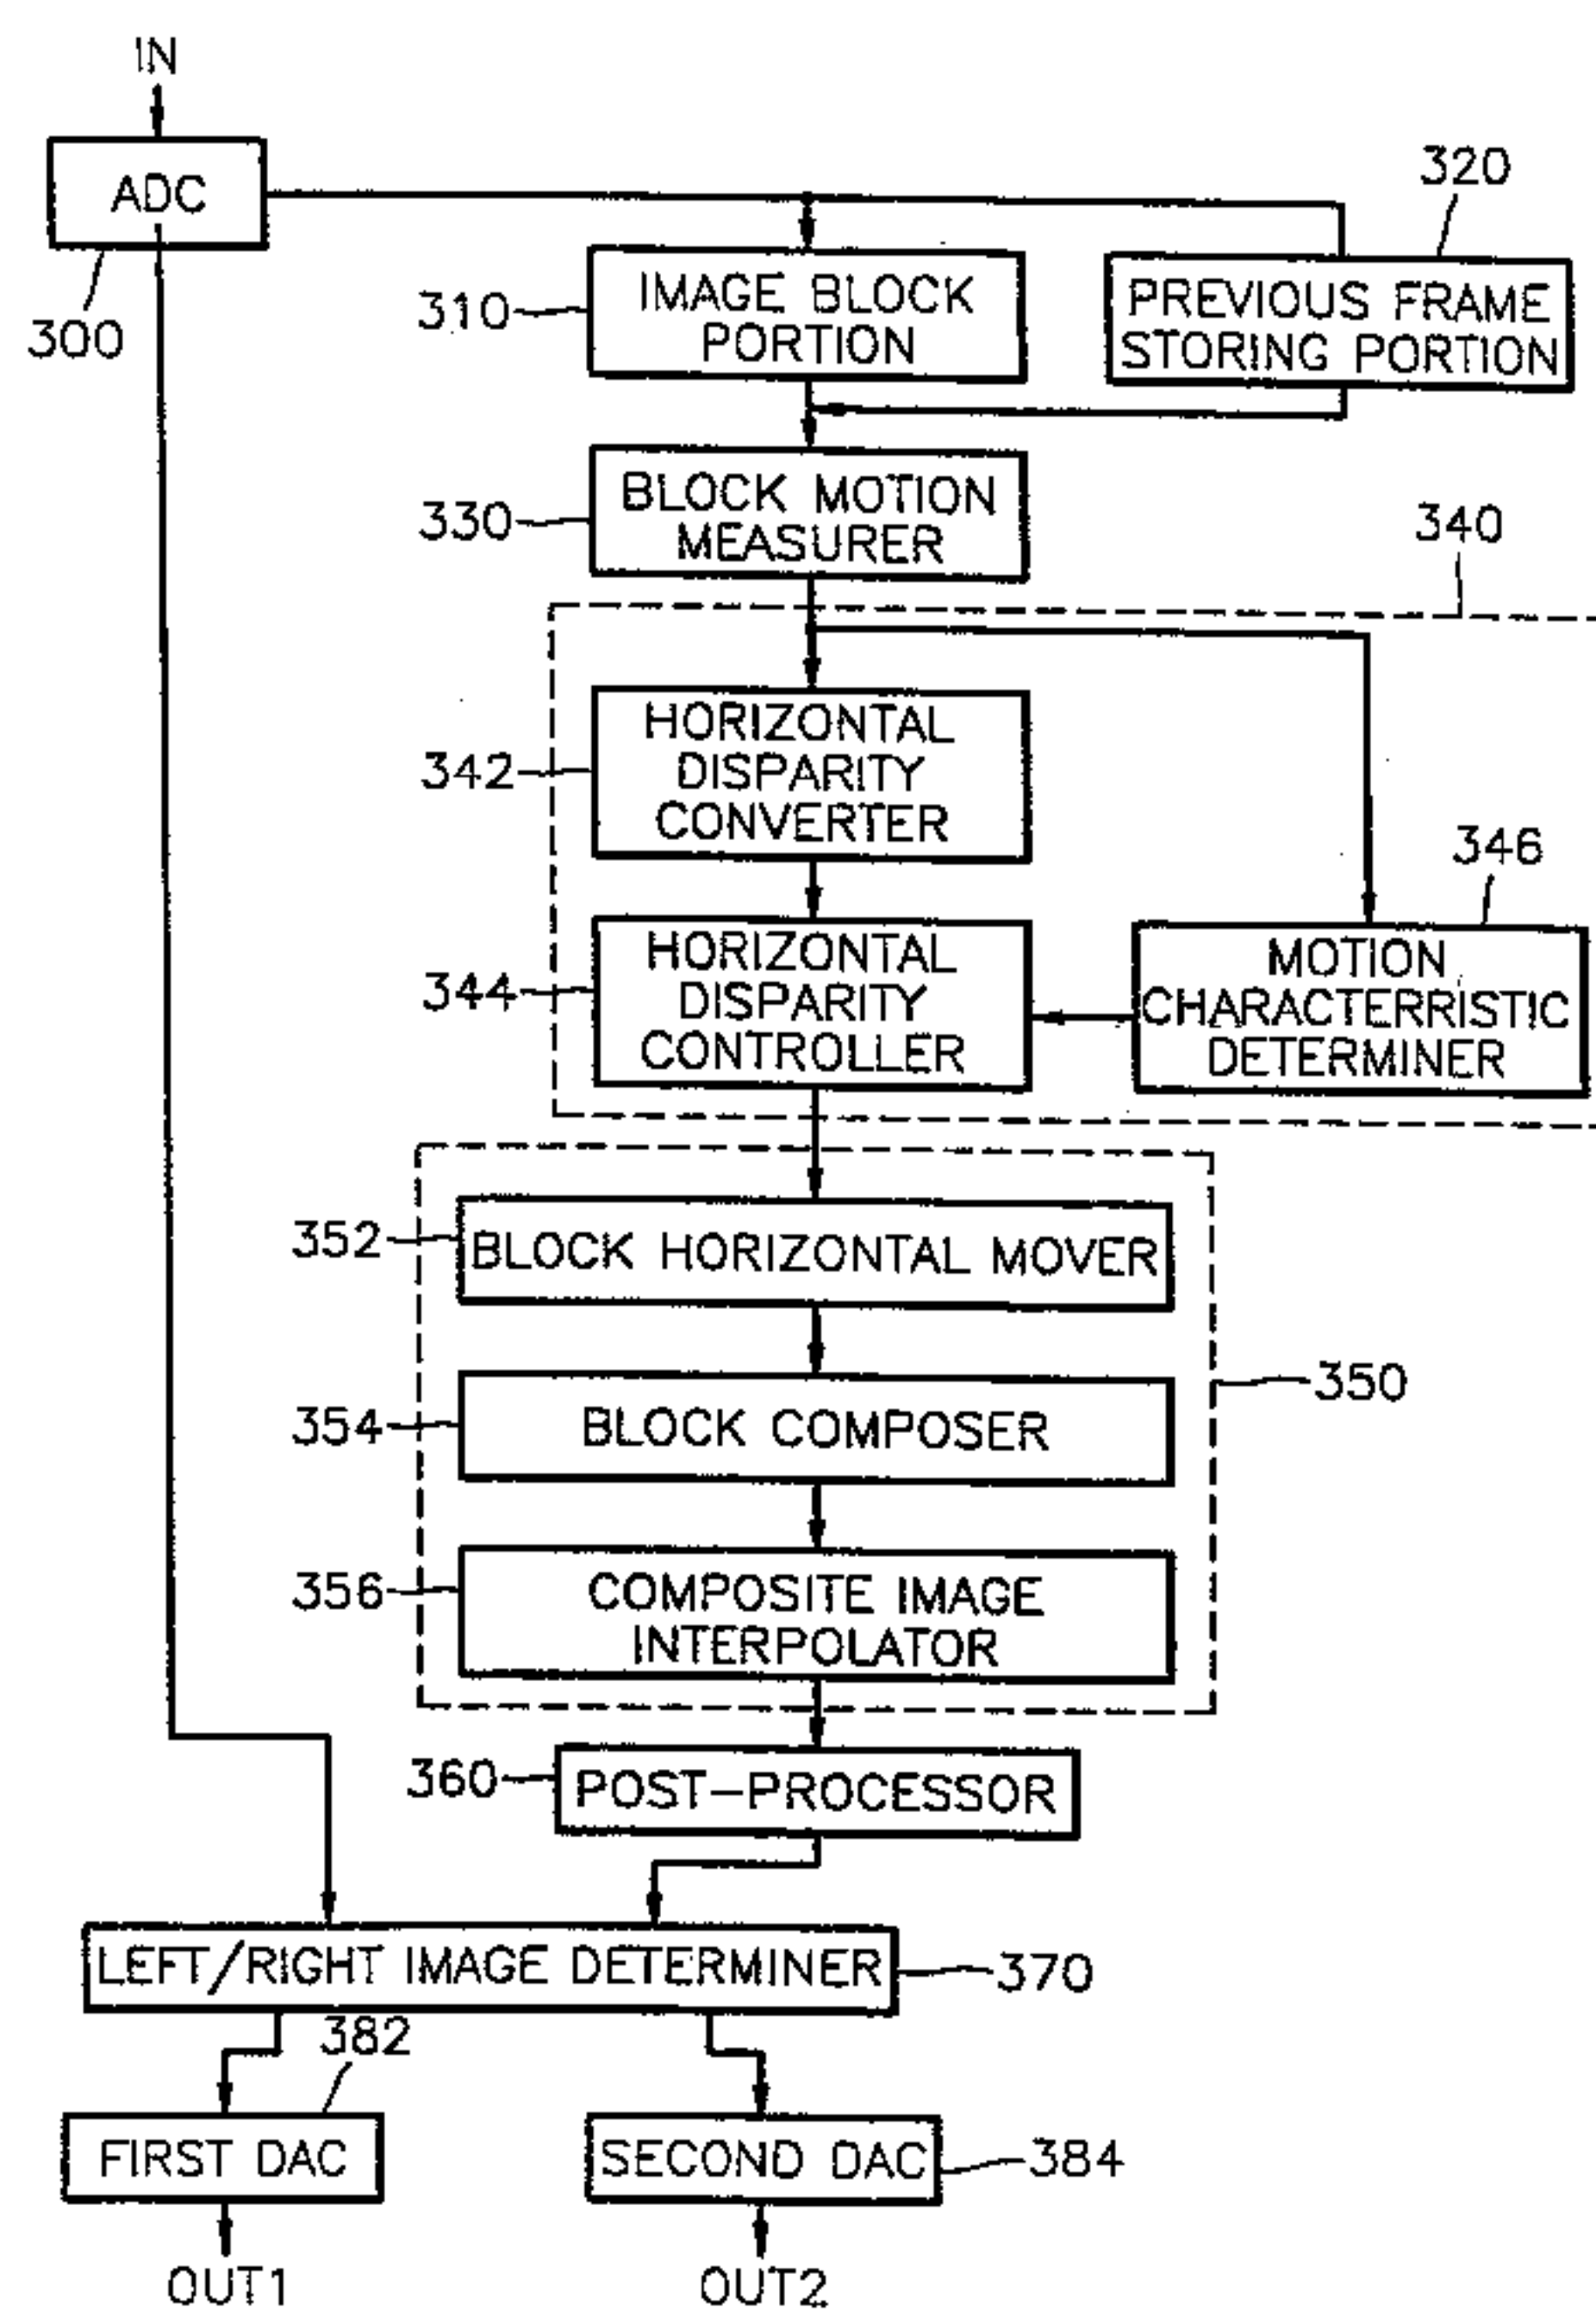 IN
ADC
300
320
310
IMAGE BLOCK
PORTION
PREVIOUS FRAME
STORING PORTION
330
BLOCK MOTION
MEASURER
340
342
HORIZONTAL
DISPARITY
CONVERTER
346
344
HORIZONTAL
DISPARITY
CONTROLLER
MOTION
CHARACTERRISTIC
DETERMINER
352
BLOCK HORIZONTAL MOVER
350
354
BLOCK COMPOSER
356
COMPOSITE IMAGE
INTERPOLATOR
360
POST-PROCESSOR
LEFT/RIGHT IMAGE DETERMINER
370
382
FIRST DAC
SECOND DAC
384
OUT1
OUT2